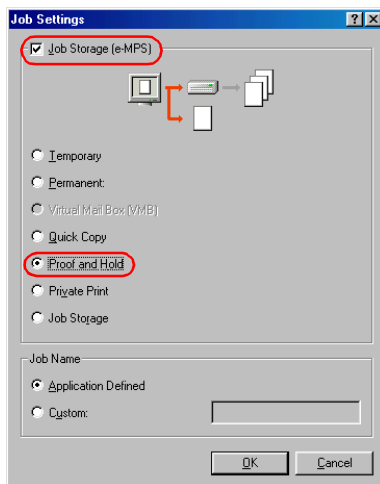 Job Settings
Job Storage (e-MPS)
Temporary
Permanent:
Virtual Mail Box (VMB)
Quick Copy
Proof and Hold
Private Print
Job Storage
Job Name
Application Defined
Custom:
OK Cancel